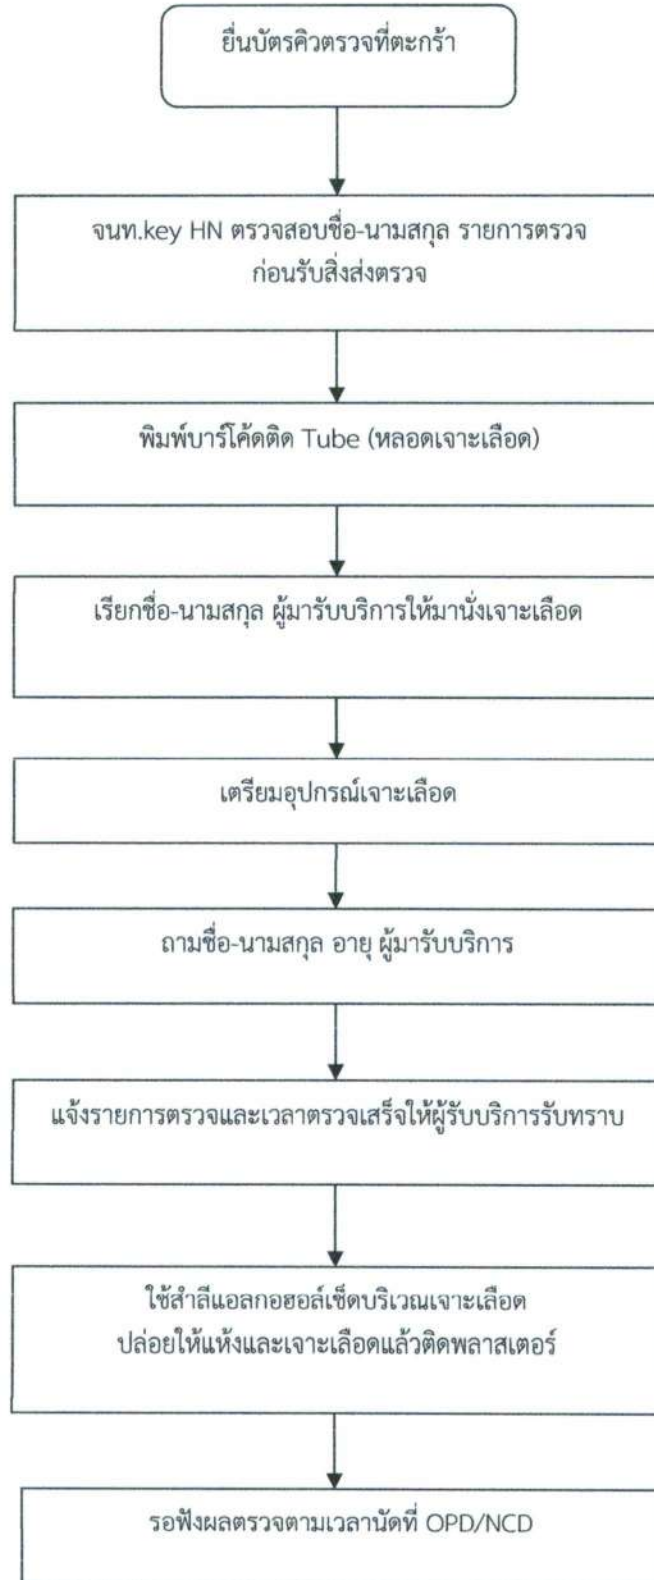 ยื่นบัตรคิวตรวจที่ตะกร้า
จนท.key HN ตรวจสอบชื่อ-นามสกุล รายการตรวจ
ก่อนรับสิ่งส่งตรวจ
พิมพ์บาร์โค้ดติด Tube (หลอดเจาะเลือด)
เรียกชื่อ-นามสกุล ผู้มารับบริการให้มานั่งเจาะเลือด
เตรียมอุปกรณ์เจาะเลือด
ถามชื่อ-นามสกุล อายุ ผู้มารับบริการ
แจ้งรายการตรวจและเวลาตรวจเสร็จให้ผู้รับบริการรับทราบ
ใช้สำลีแอลกอฮอล์เช็ดบริเวณเจาะเลือด
ปล่อยให้แห้งและเจาะเลือดแล้วติดพลาสเตอร์
รอฟังผลตรวจตามเวลานัดที่ OPD/NCD